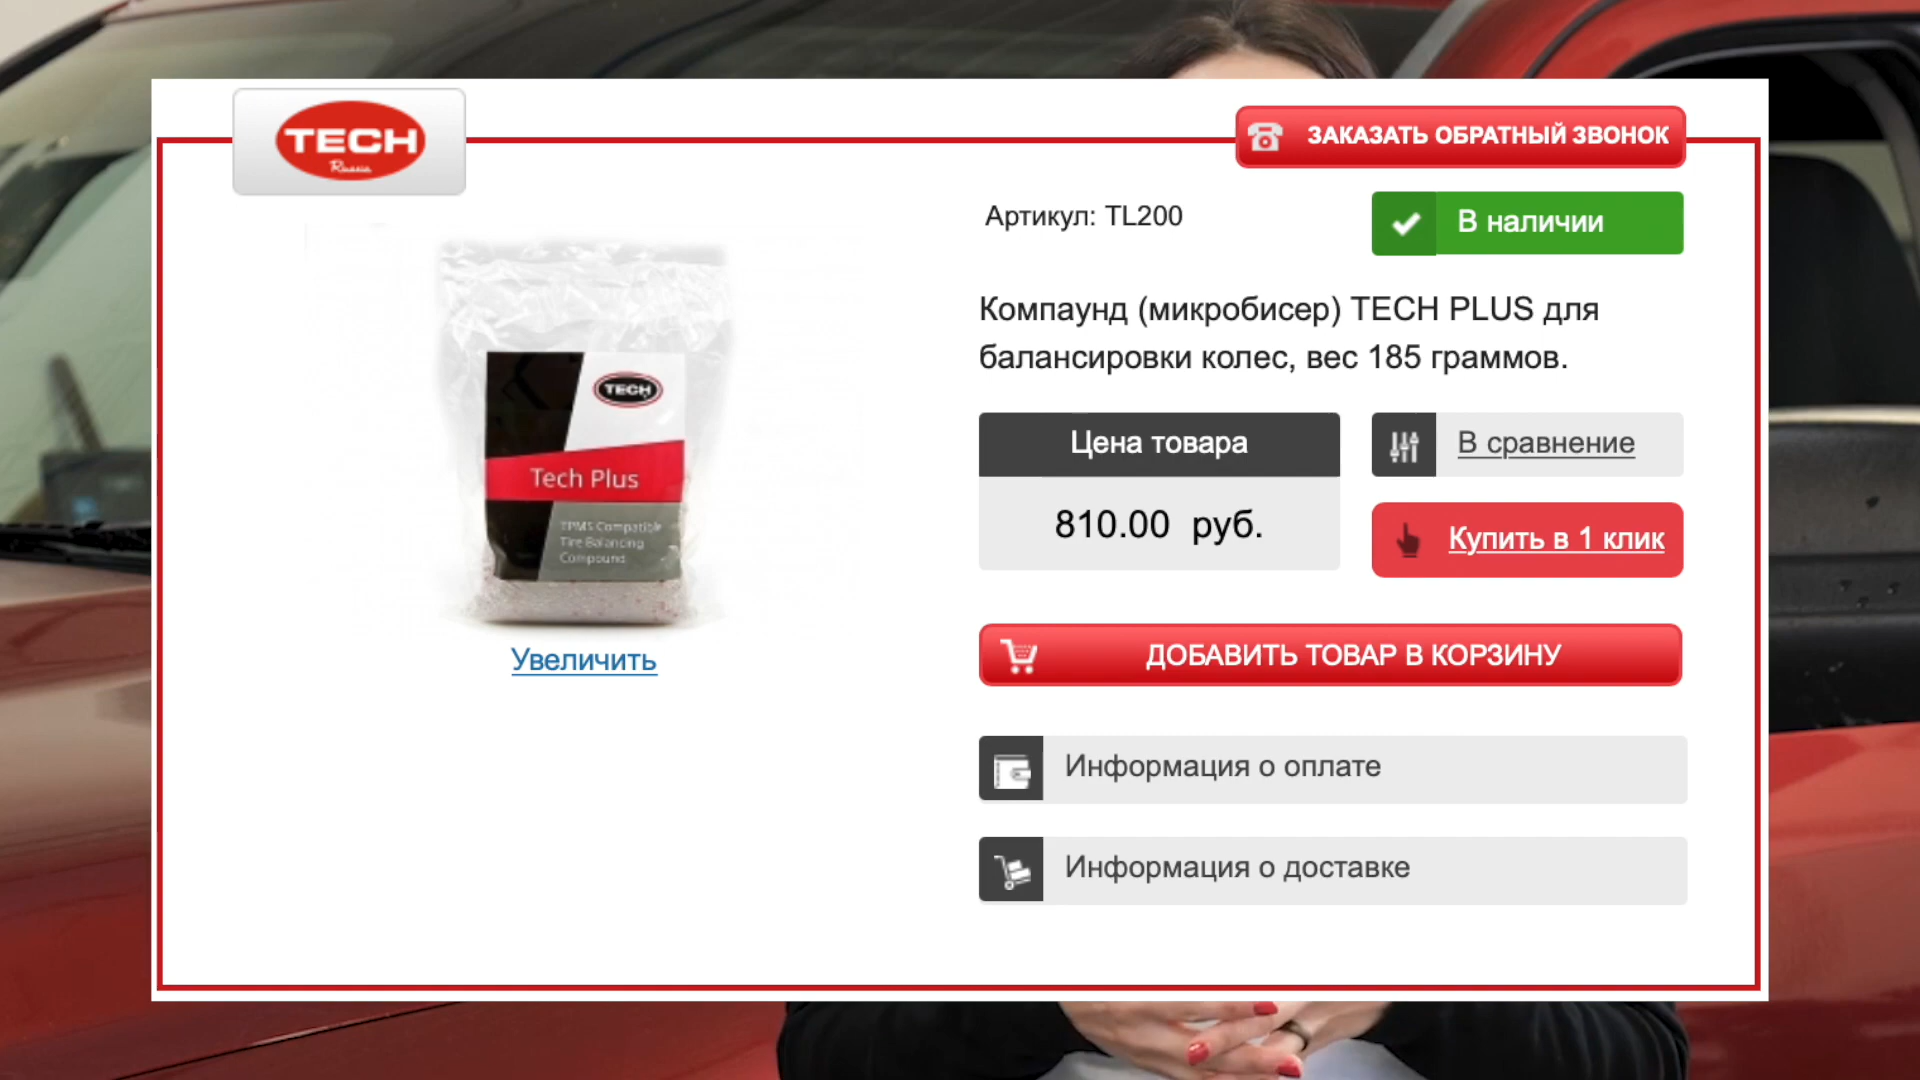 TECH
Russia
ЗАКАЗАТЬ ОБРАТНЫЙ ЗВОНОК
Артикул: TL200
В наличии
Компаунд (микробисер) TECH PLUS для
балансировки колес, вес 185 граммов.
TECH
Tech Plus
TPMS Compatible
Tire Balancing
Compound
Увеличить
Цена товара
810.00 руб.
В сравнение
Купить в 1 клик
ДОБАВИТЬ ТОВАР В КОРЗИНУ
Информация о оплате
Информация о доставке